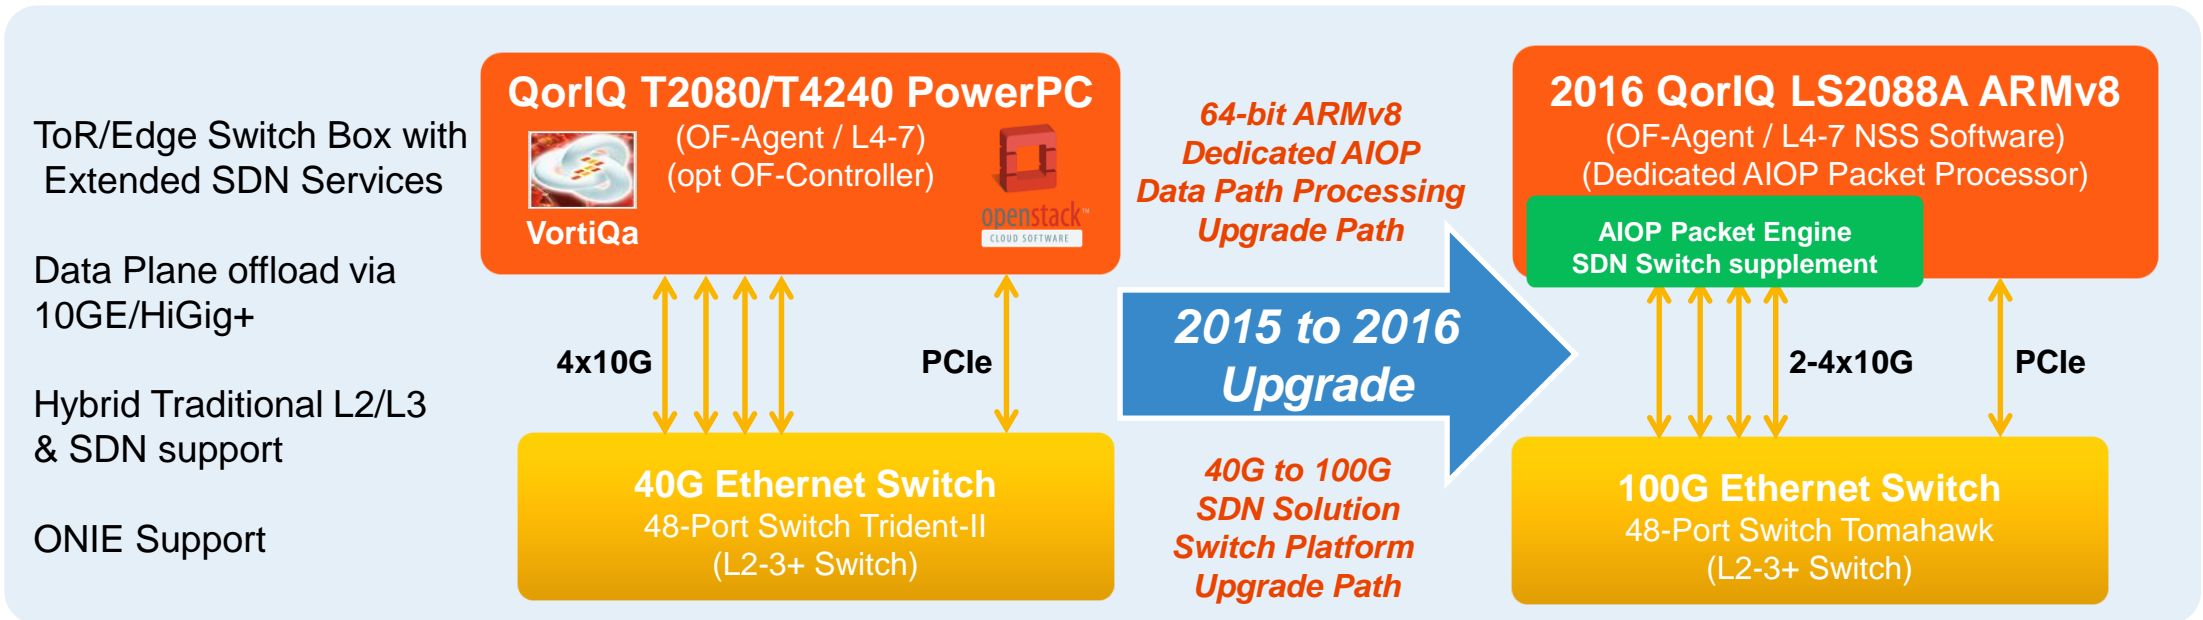 ToR/Edge Switch Box with
Extended SDN Services
Data Plane offload via
10GE/HiGig+
Hybrid Traditional L2/L3
& SDN support
ONIE Support
QorIQ T2080/T4240 PowerPC
(OF-Agent / L4-7)
(opt OF-Controller)
VortiQa
openstack™
CLOUD SOFTWARE
4x10G
PCIe
40G Ethernet Switch
48-Port Switch Trident-II
(L2-3+ Switch)
64-bit ARMv8
Dedicated AIOP
Data Path Processing
Upgrade Path
2015 to 2016
Upgrade
40G to 100G
SDN Solution
Switch Platform
Upgrade Path
2016 QorIQ LS2088A ARMv8
(OF-Agent / L4-7 NSS Software)
(Dedicated AIOP Packet Processor)
AIOP Packet Engine
SDN Switch supplement
2-4x10G
PCIe
100G Ethernet Switch
48-Port Switch Tomahawk
(L2-3+ Switch)